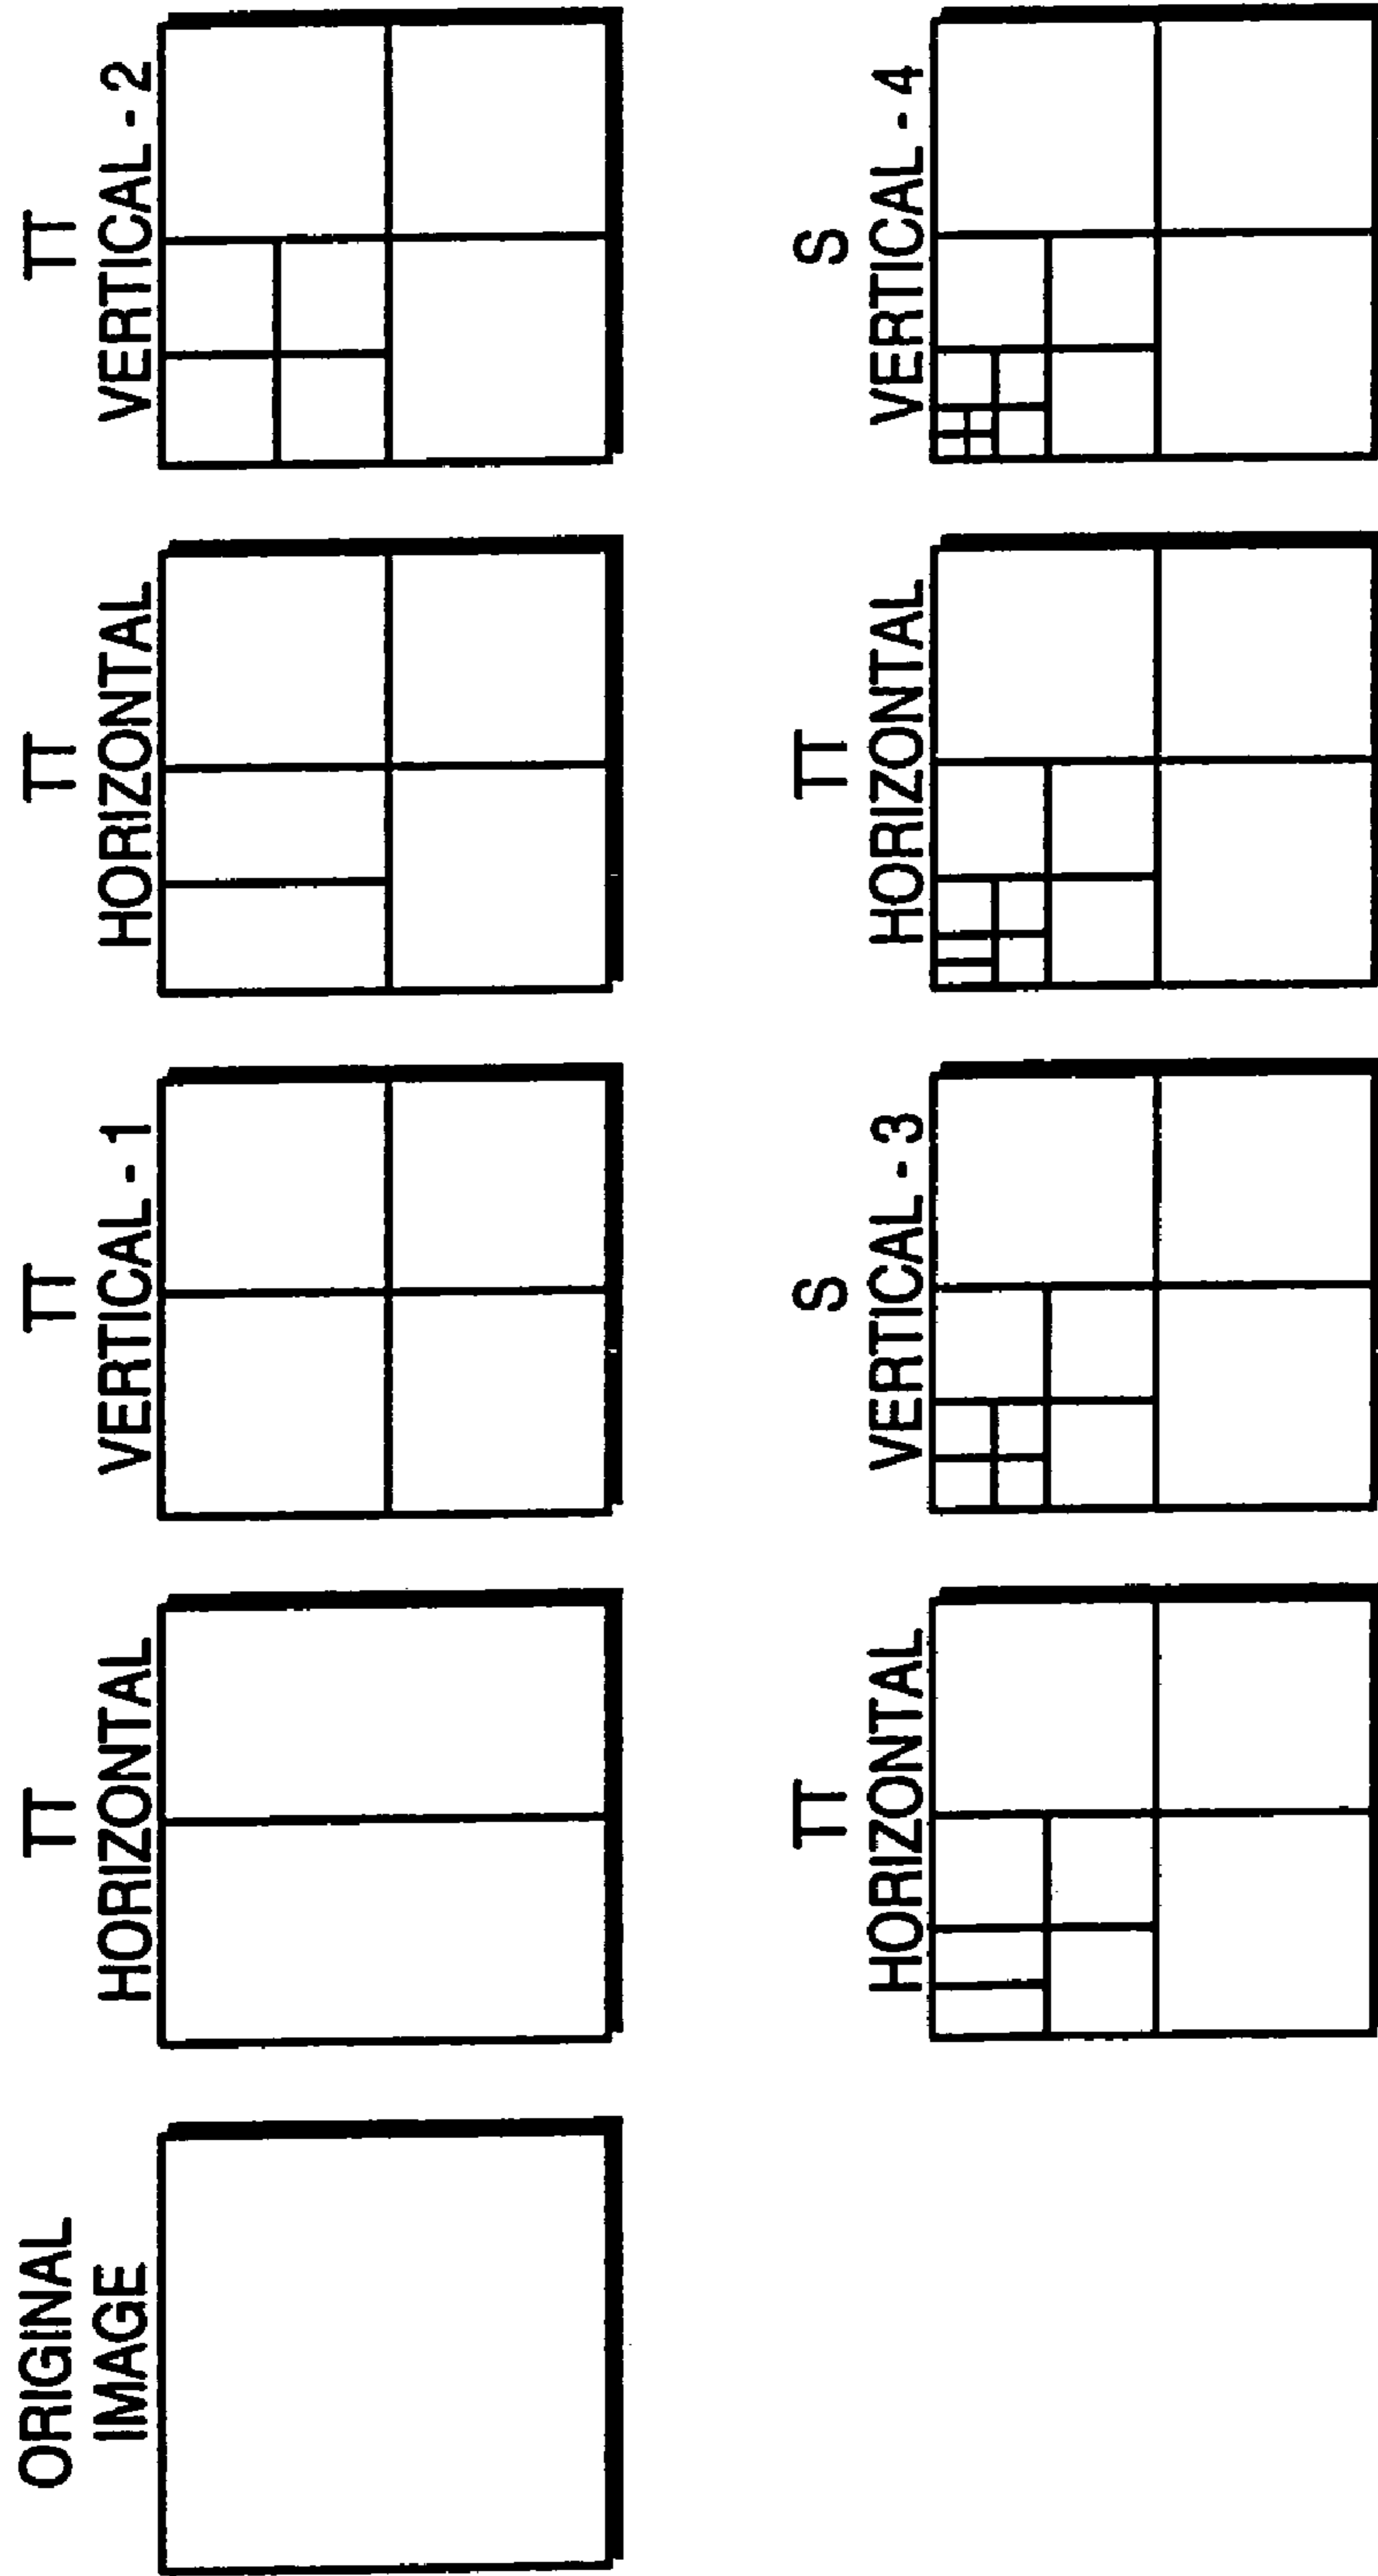 ORIGINAL
IMAGE
TT
HORIZONTAL
TT
VERTICAL - 1
TT
HORIZONTAL
TT
VERTICAL - 2
TT
HORIZONTAL
S
VERTICAL - 3
TT
HORIZONTAL
S
VERTICAL - 4